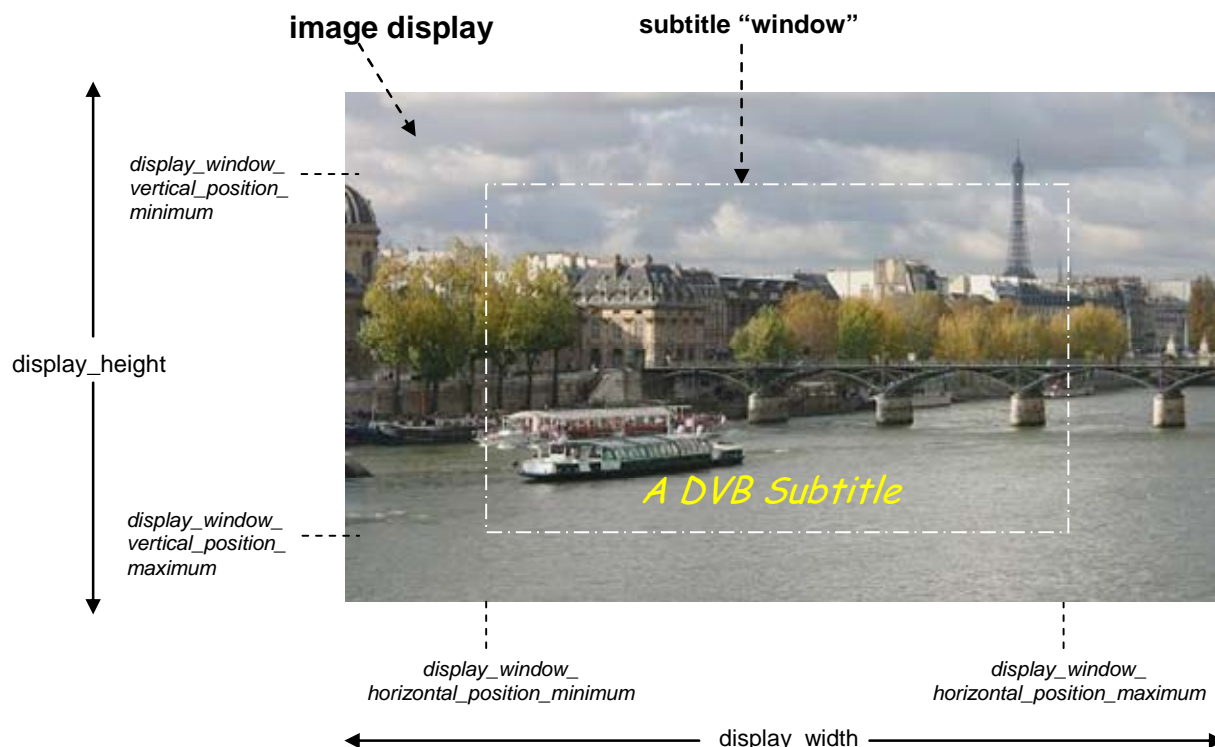 image display
subtitle “window”
display_window_
vertical_position_
minimum
display_height
A DVB Subtitle
display_window_
vertical_position_
maximum
display_window_
horizontal_position_minimum
display_window_
horizontal_position_maximum
display_width